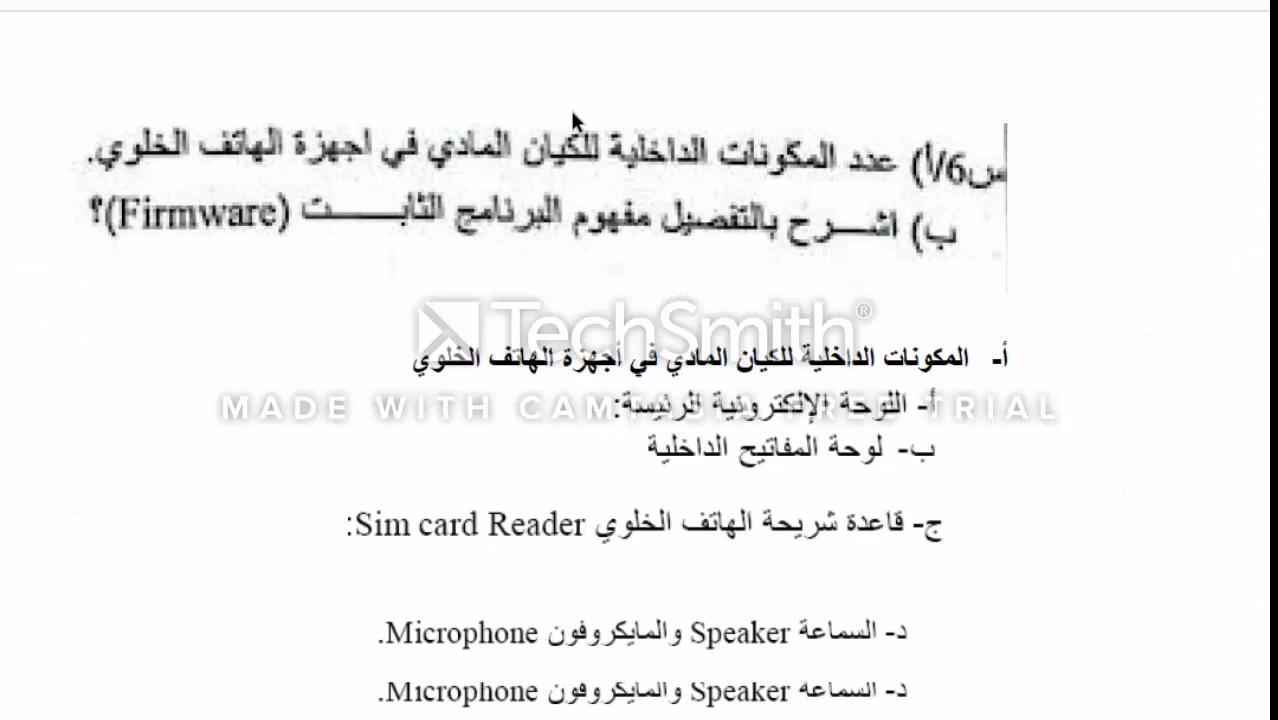 س6/أ) عدد المكونات الداخلية للكيان المادي في اجهزة الهاتف الخلوي.
ب) اشـــرح بالتفصيل مفهوم البرنامج الثابـــــــت (Firmware)؟
TechSmith®
أ- المكونات الداخلية للكيان المادي في أجهزة الهاتف الخلوي
MADE WITH CAMTASIA FREE TRIAL
أ- اللوحة الإلكترونية الرئيسة:
ب- لوحة المفاتيح الداخلية
ج- قاعدة شريحة الهاتف الخلوي Sim card Reader:
د- السماعة Speaker والمايكروفون Microphone.
د- السماعة Speaker والمايكروفون Microphone.